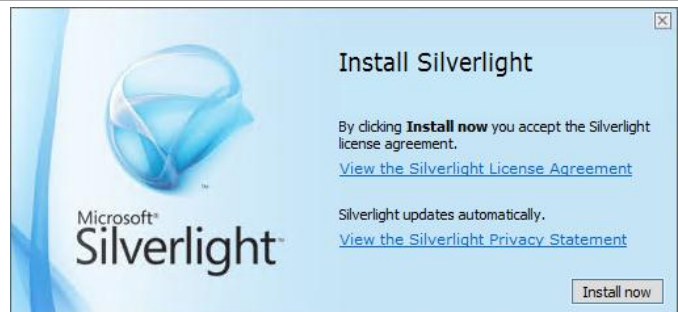 Install Silverlight
By clicking Install now you accept the Silverlight
license agreement.
View the Silverlight License Agreement
Microsoft®
Silverlight™
Silverlight updates automatically.
View the Silverlight Privacy Statement
Install now